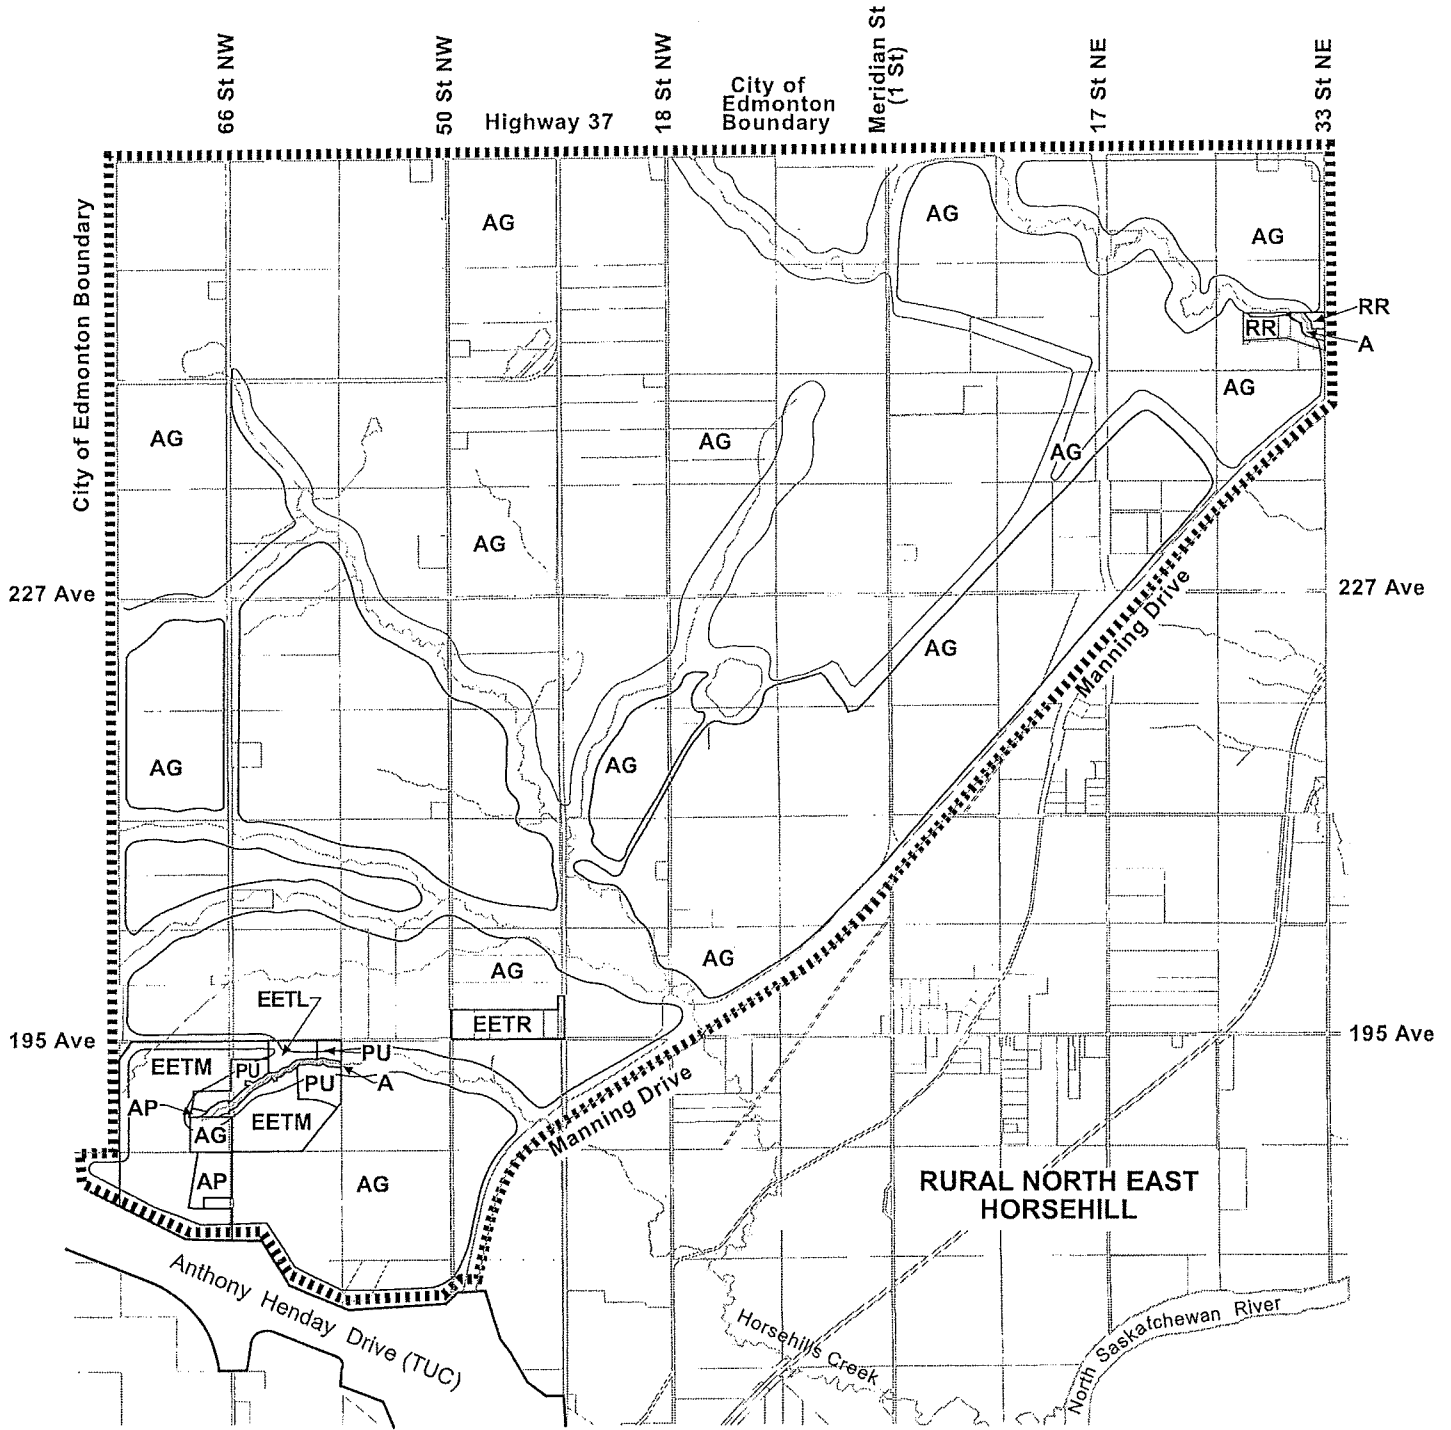 66 St NW
50 St NW
Highway 37
18 St NW
City of
Edmonton
Boundary
Meridian St
(1 St)
17 St NE
33 St NE
City of Edmonton Boundary
AG
AG
AG
RR
RR
A
AG
AG
AG
AG
AG
227 Ave
227 Ave
Manning Drive
AG
AG
AG
AG
AG
EETL
EETR
195 Ave
195 Ave
EETM
PU
PU
PU
A
AP
EETM
AG
Manning Drive
AP
AG
RURAL NORTH EAST
HORSEHILL
Anthony Henday Drive (TUC)
Horsehills Creek
North Saskatchewan River